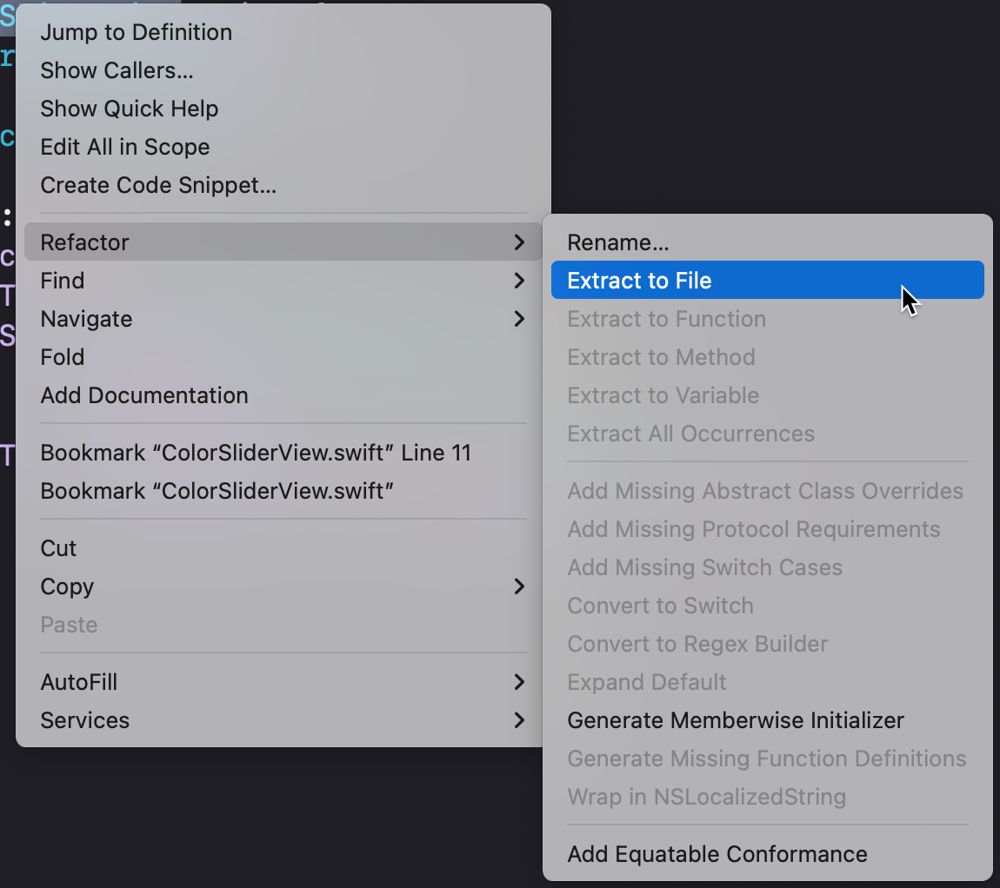 Jump to Definition
Show Callers...
Show Quick Help
Edit All in Scope
Create Code Snippet...
Refactor
Find
Navigate
Fold
Add Documentation
Bookmark “ColorSliderView.swift” Line 11
Bookmark “ColorSliderView.swift”
Cut
Copy
Paste
AutoFill
Services
Rename...
Extract to File
Extract to Function
Extract to Method
Extract to Variable
Extract All Occurrences
Add Missing Abstract Class Overrides
Add Missing Protocol Requirements
Add Missing Switch Cases
Convert to Switch
Convert to Regex Builder
Expand Default
Generate Memberwise Initializer
Generate Missing Function Definitions
Wrap in NSLocalizedString
Add Equatable Conformance